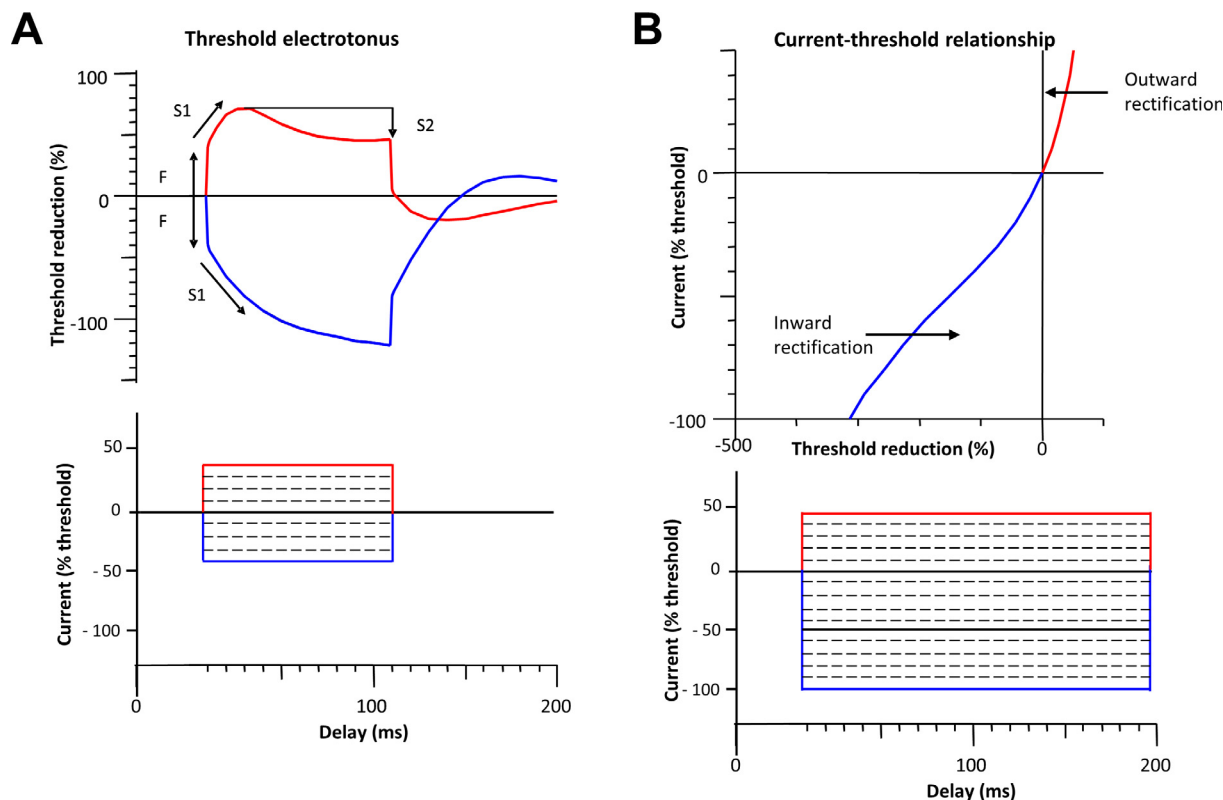 A
Threshold electrotonus
Threshold reduction (%)
100
0
-100
S1
F
F
S1
S2
Current (% threshold)
50
0
- 50
- 100
0
100
200
Delay (ms)
B
Current-threshold relationship
Current (% threshold)
0
-100
Outward
rectification
Inward
rectification
-500
Threshold reduction (%)
0
Current (% threshold)
50
0
- 50
- 100
0
100
200
Delay (ms)